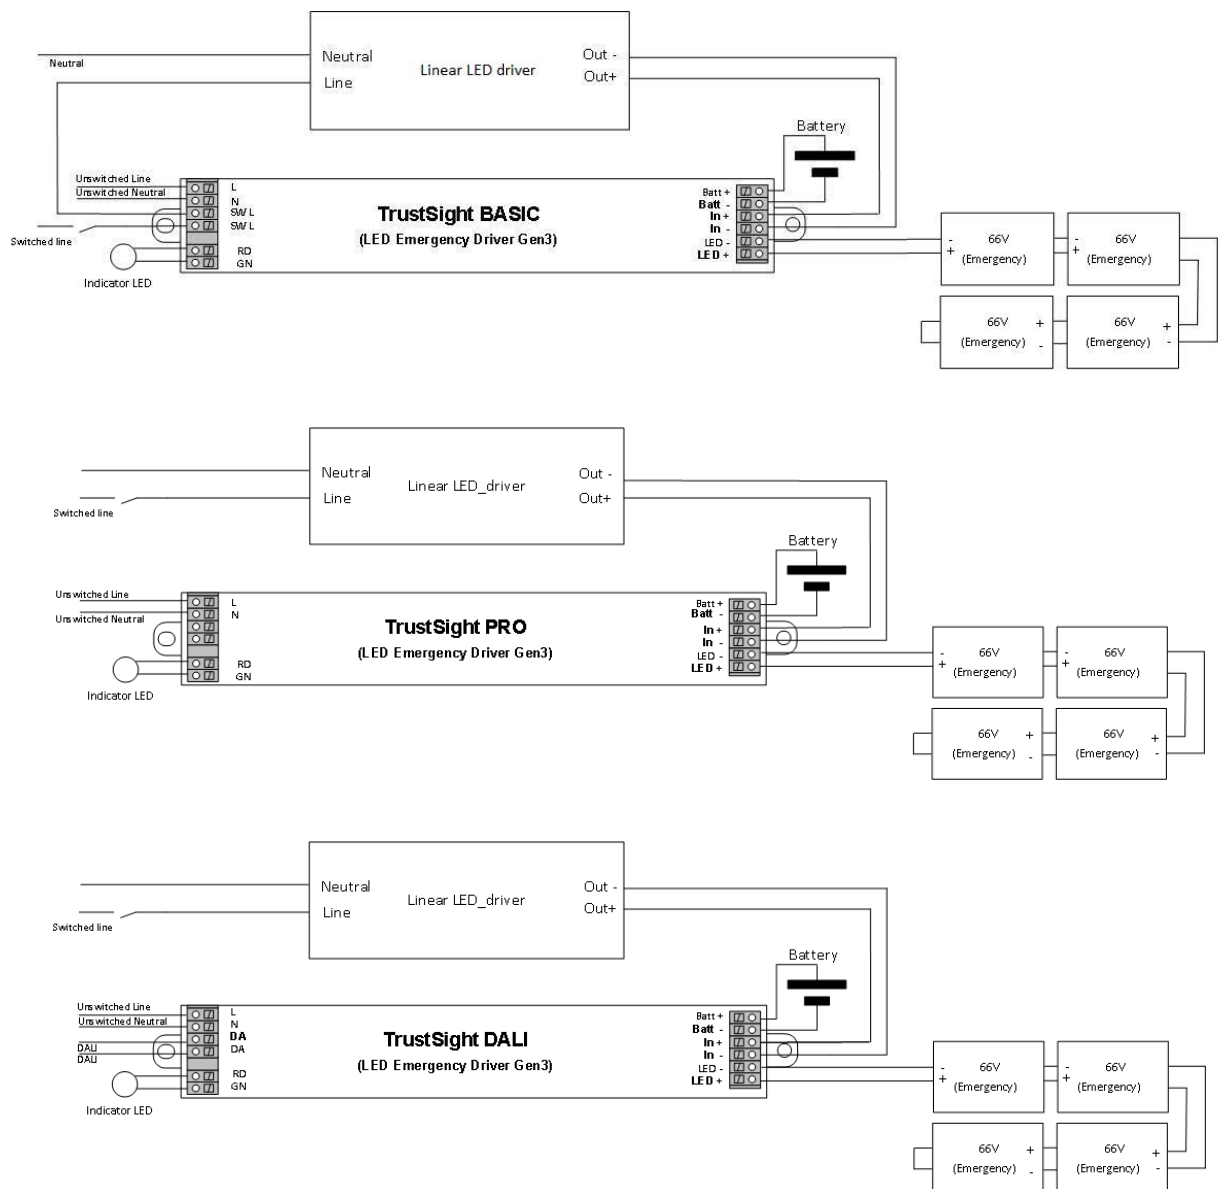 Neutral
Neutral
Line
Linear LED driver
Out -
Out+
Battery
Unswitched Line
Unswitched Neutral
Switched line
Indicator LED
L
N
SW L
SW L
RD
GN
TrustSight BASIC
(LED Emergency Driver Gen3)
Batt +
Batt -
In +
In -
LED -
LED +
- +
66V
(Emergency)
- +
66V
(Emergency)
66V
(Emergency)
+ -
66V
(Emergency)
+ -
Switched line
Neutral
Line
Linear LED_driver
Out -
Out+
Battery
Unswitched Line
Unswitched Neutral
Indicator LED
L
N
RD
GN
TrustSight PRO
(LED Emergency Driver Gen3)
Batt +
Batt -
In +
In -
LED -
LED +
- +
66V
(Emergency)
- +
66V
(Emergency)
66V
(Emergency)
+ -
66V
(Emergency)
+ -
Switched line
Neutral
Line
Linear LED_driver
Out -
Out+
Battery
Unswitched Line
Unswitched Neutral
DALI
DALI
Indicator LED
L
N
DA
DA
RD
GN
TrustSight DALI
(LED Emergency Driver Gen3)
Batt +
Batt -
In +
In -
LED -
LED +
- +
66V
(Emergency)
- +
66V
(Emergency)
66V
(Emergency)
+ -
66V
(Emergency)
+ -